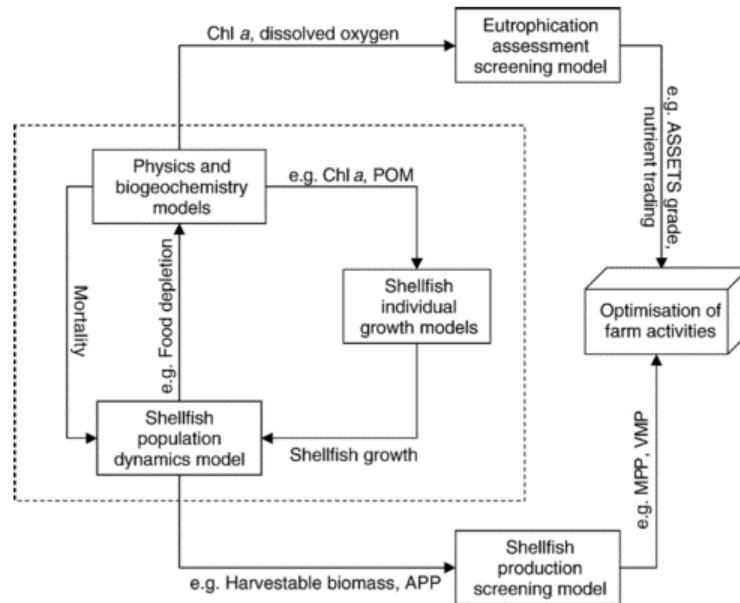 Chl a, dissolved oxygen
Eutrophication
assessment
screening model
e.g. ASSETS grade,
nutrient trading
Physics and
biogeochemistry
models
e.g. Chl a, POM
Mortality
e.g. Food depletion
Shellfish
individual
growth models
Optimisation of
farm activities
Shellfish
population
dynamics model
Shellfish growth
e.g. MPP, VMP
e.g. Harvestable biomass, APP
Shellfish
production
screening model